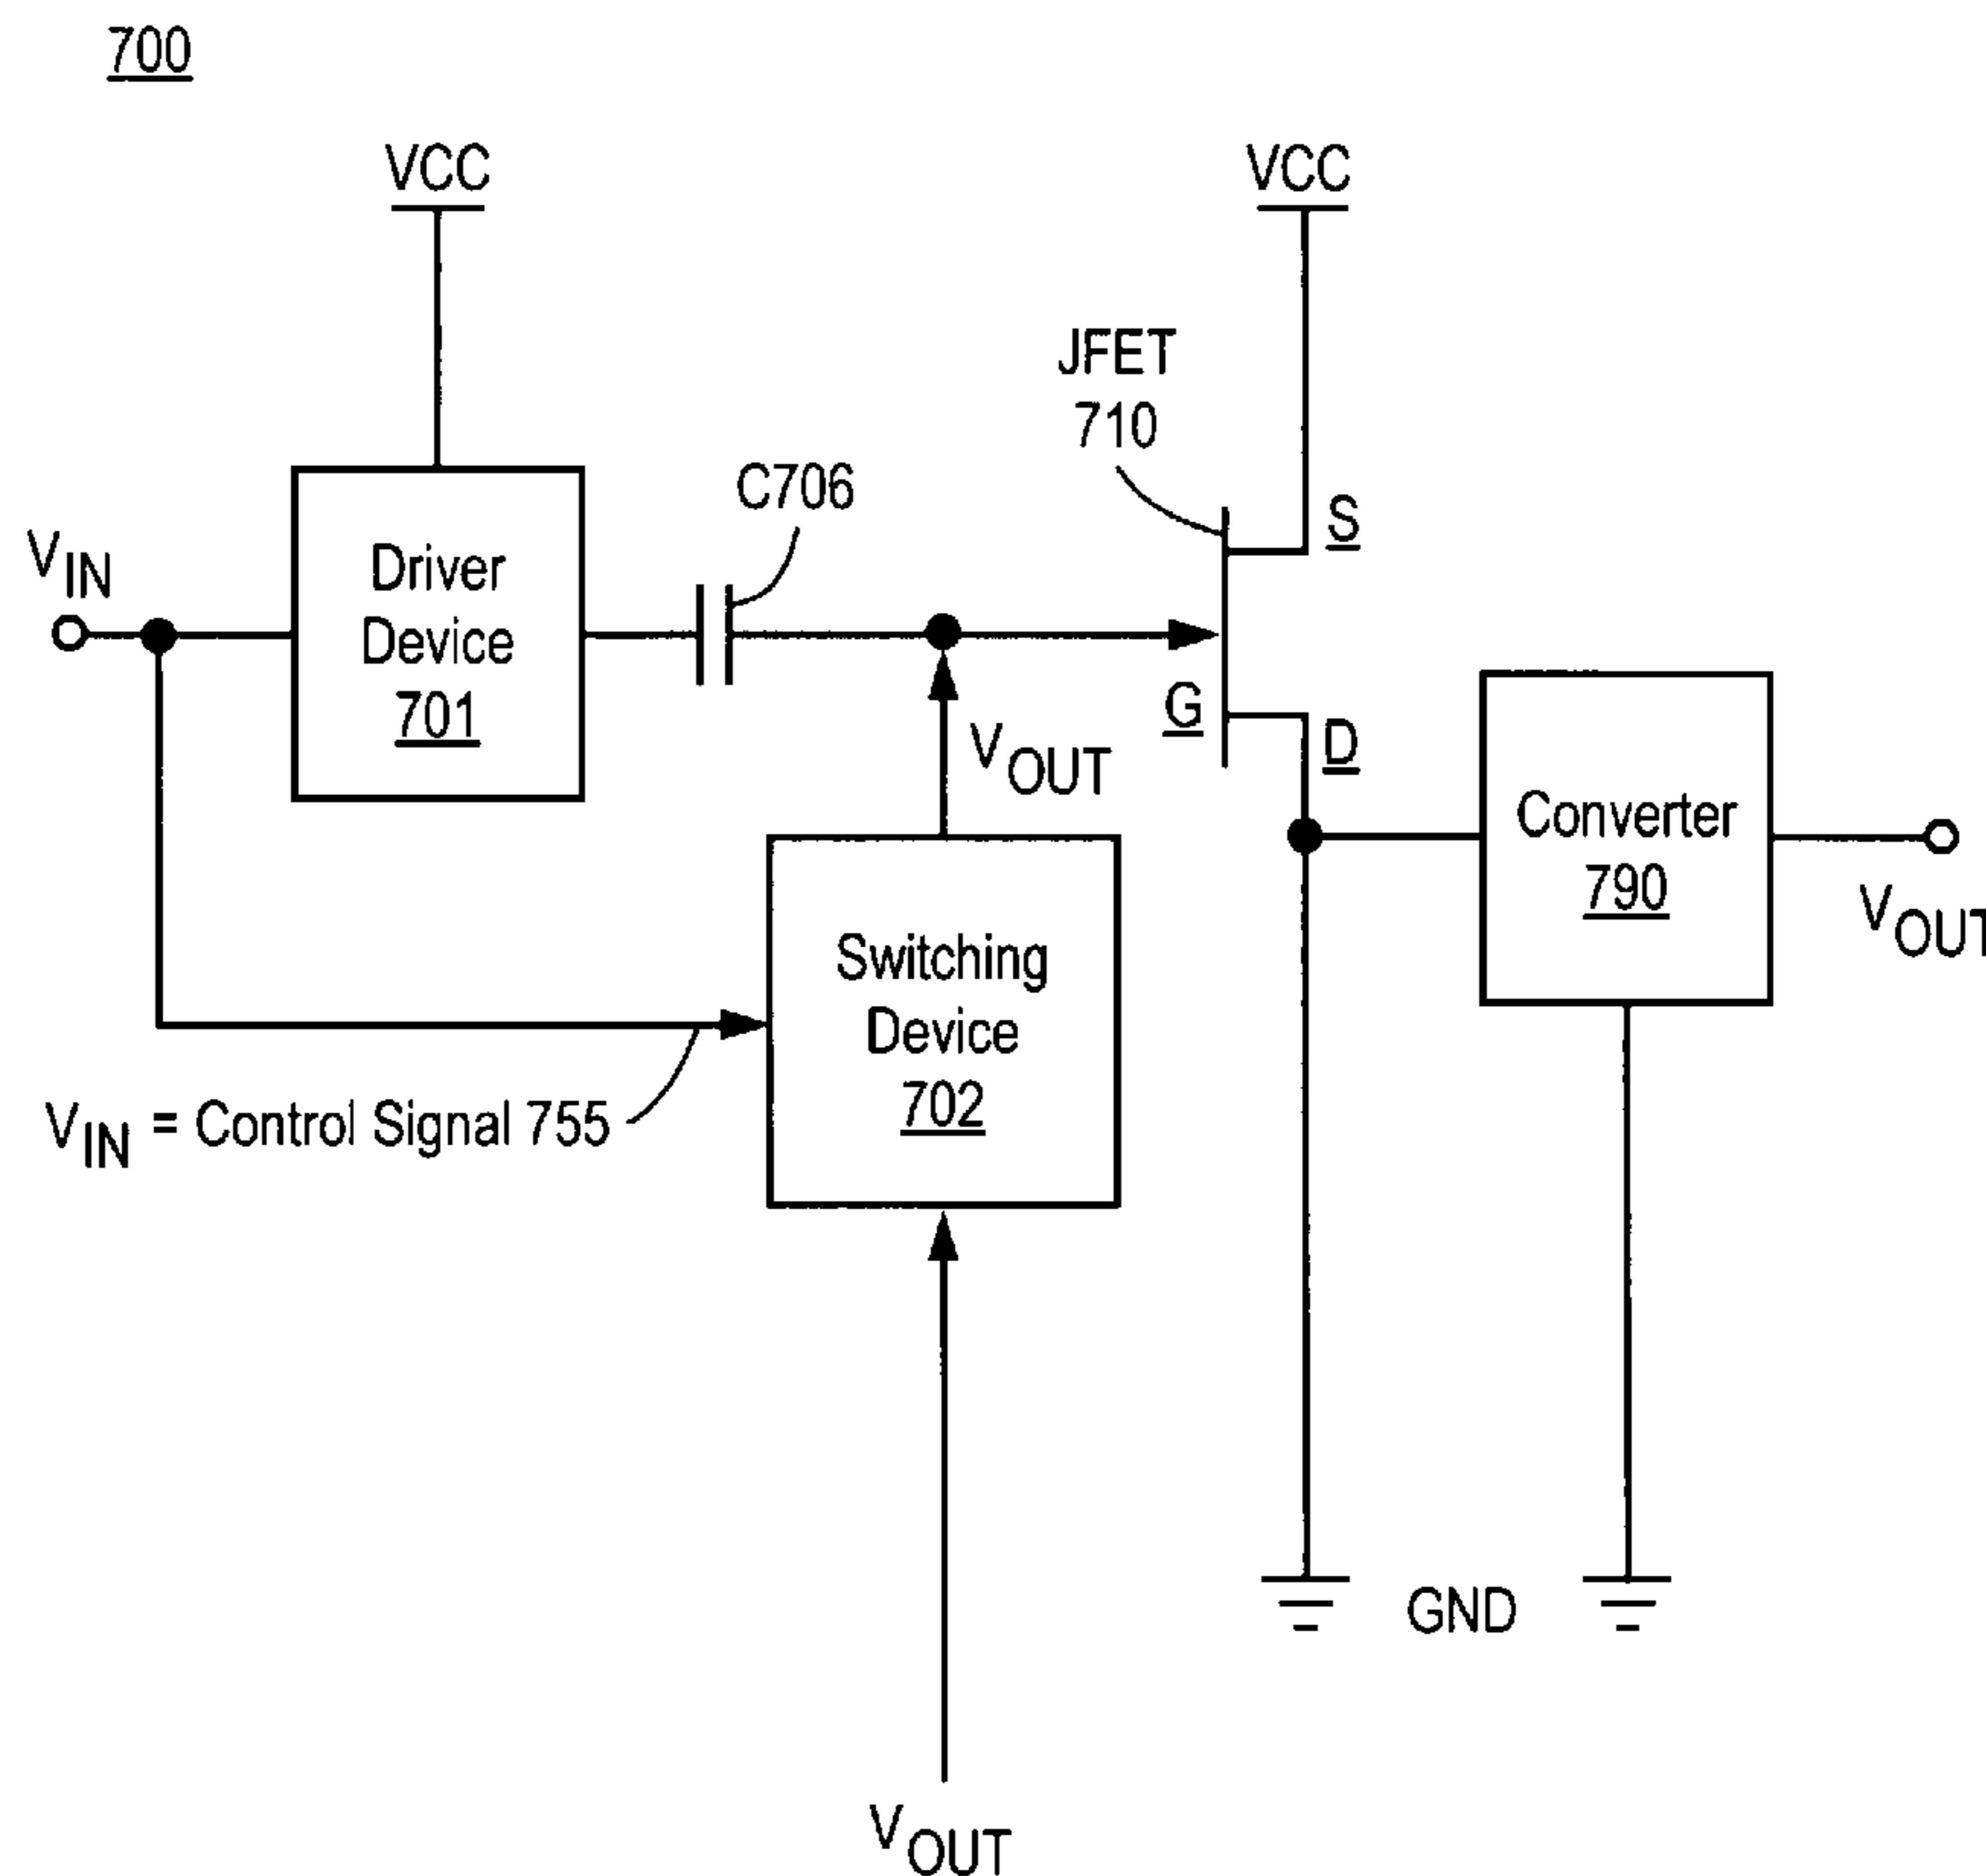 700
VCC
VCC
JFET
710
C706
S
VIN
Driver
Device
701
G
D
VOUT
Converter
790
VOUT
Switching
Device
702
VIN = Control Signal 755
GND
VOUT